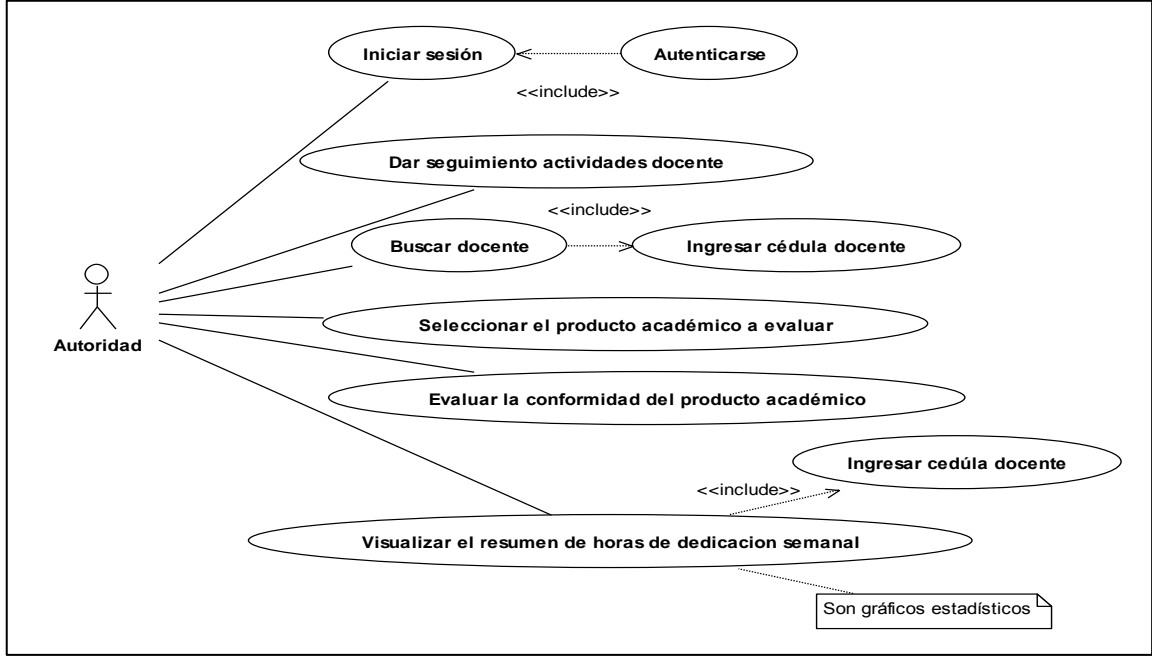 Iniciar sesión
Autenticarse
<<include>>
Dar seguimiento actividades docente
<<include>>
Buscar docente
Ingresar cédula docente
Seleccionar el producto académico a evaluar
Autoridad
Evaluar la conformidad del producto académico
Ingresar cedúla docente
<<include>>
Visualizar el resumen de horas de dedicacion semanal
Son gráficos estadísticos